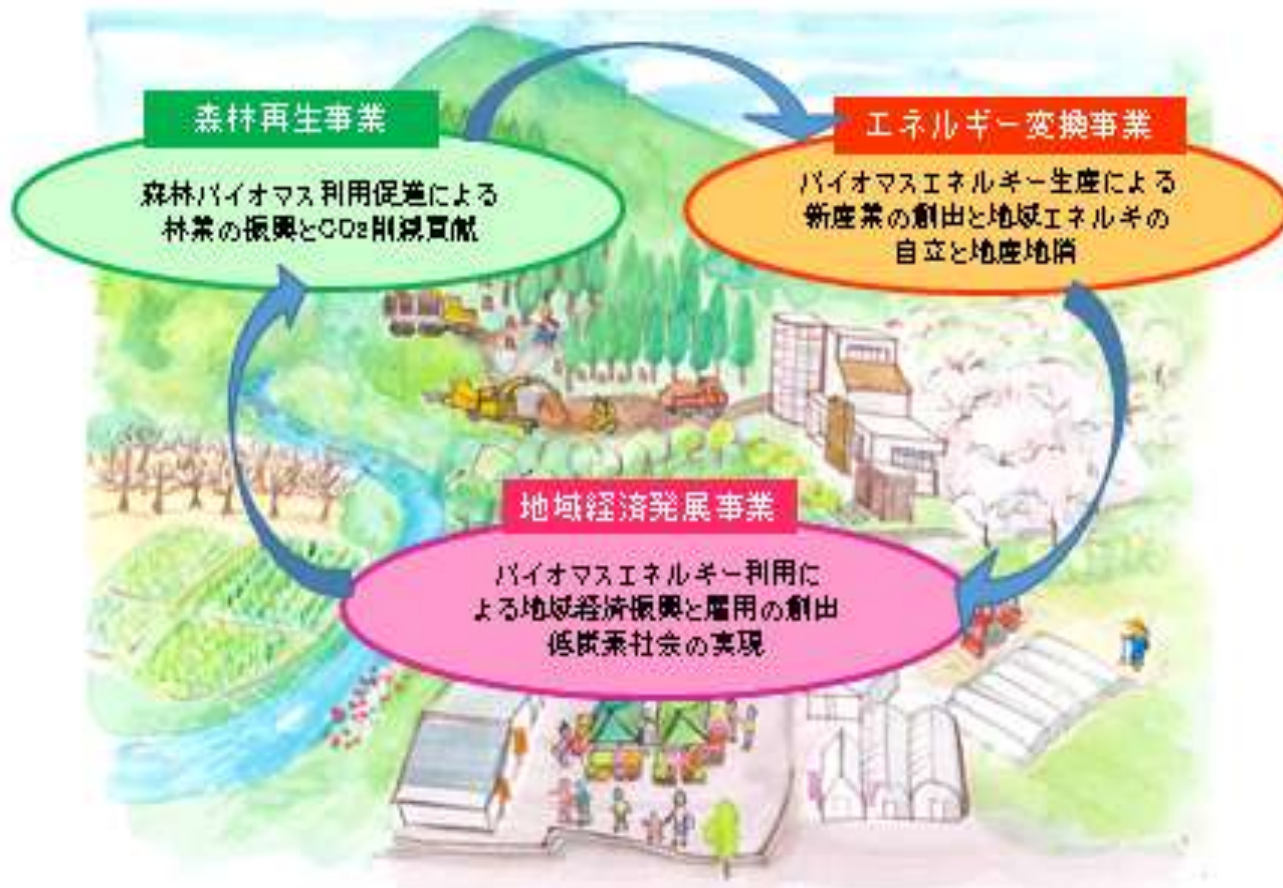 森林再生事業
森林バイオマス利用促進による
林業の振興とCO2削減貢献
エネルギー変換事業
バイオマスエネルギー生産による
新産業の創出と地域エネルギの
自立と地産地消
地域経済発展事業
バイオマスエネルギー利用に
よる地域経済振興と雇用の創出
低炭素社会の実現